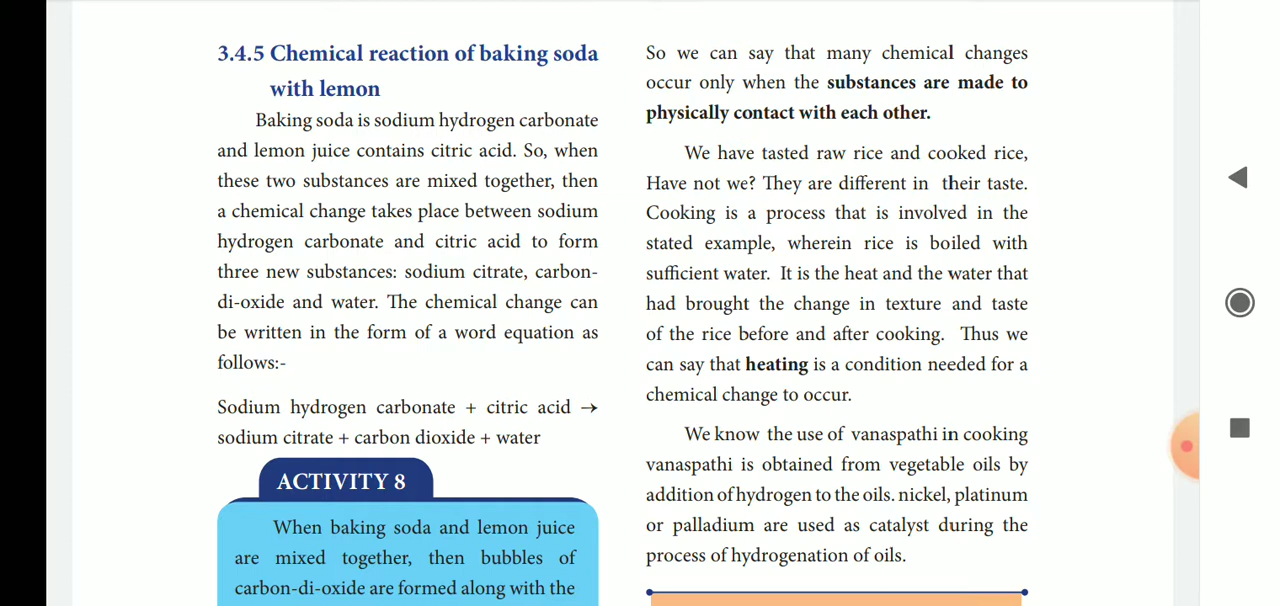 3.4.5 Chemical reaction of baking soda
with lemon
Baking soda is sodium hydrogen carbonate
and lemon juice contains citric acid. So, when
these two substances are mixed together, then
a chemical change takes place between sodium
hydrogen carbonate and citric acid to form
three new substances: sodium citrate, carbon-
di-oxide and water. The chemical change can
be written in the form of a word equation as
follows:-
Sodium hydrogen carbonate + citric acid →
sodium citrate + carbon dioxide + water
ACTIVITY 8
When baking soda and lemon juice
are mixed together, then bubbles of
carbon-di-oxide are formed along with the
So we can say that many chemical changes
occur only when the substances are made to
physically contact with each other.
We have tasted raw rice and cooked rice,
Have not we? They are different in their taste.
Cooking is a process that is involved in the
stated example, wherein rice is boiled with
sufficient water. It is the heat and the water that
had brought the change in texture and taste
of the rice before and after cooking. Thus we
can say that heating is a condition needed for a
chemical change to occur.
We know the use of vanaspathi in cooking
vanaspathi is obtained from vegetable oils by
addition of hydrogen to the oils. nickel, platinum
or palladium are used as catalyst during the
process of hydrogenation of oils.